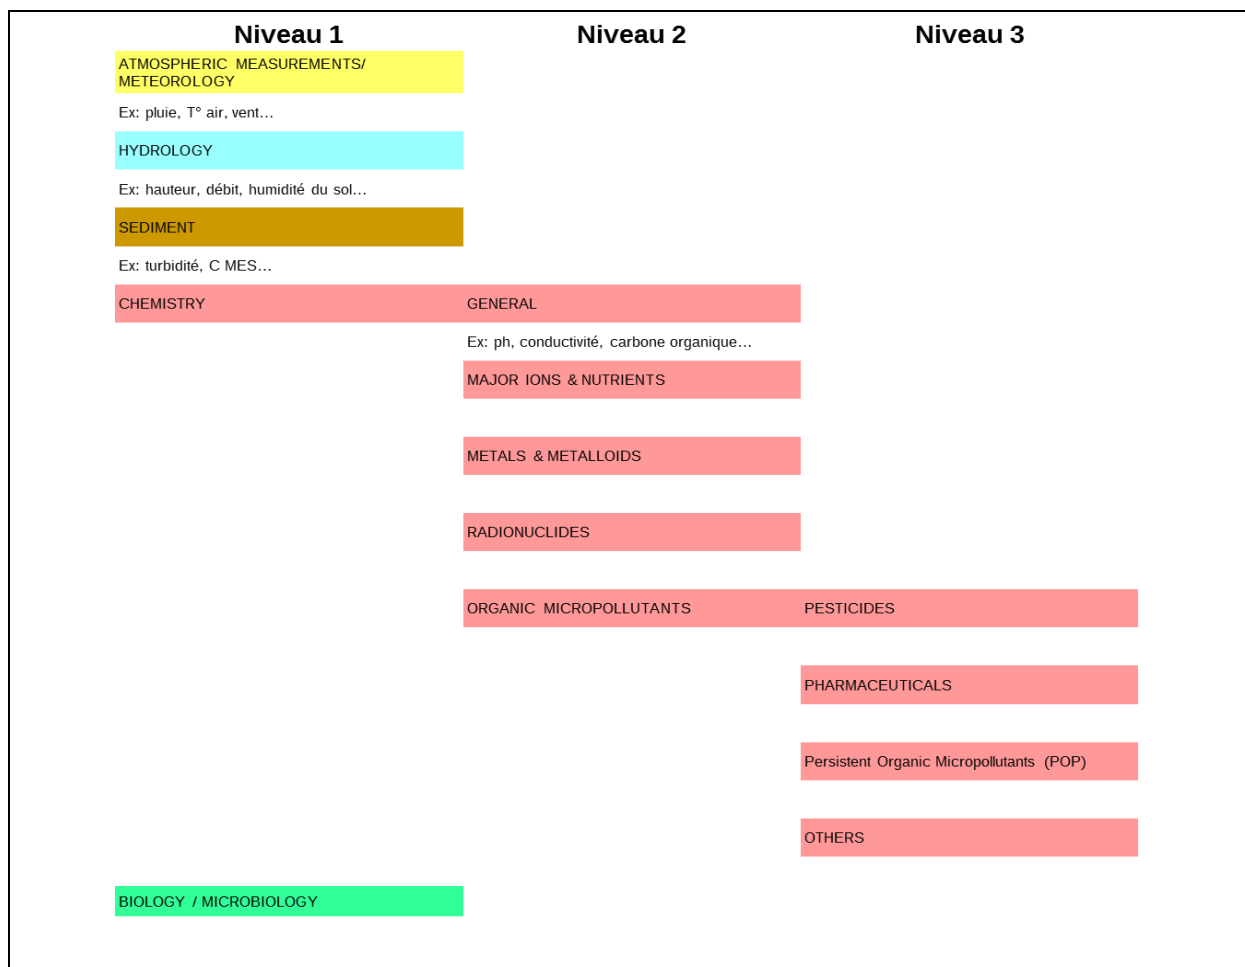 Niveau 1 Niveau 2 Niveau 3
ATMOSPHERIC MEASUREMENTS/
METEOROLOGY
Ex: pluie, T° air, vent…
HYDROLOGY
Ex: hauteur, débit, humidité du sol…
SEDIMENT
Ex: turbidité, C MES…
CHEMISTRY GENERAL
Ex: ph, conductivité, carbone organique…
MAJOR IONS & NUTRIENTS
METALS & METALLOIDS
RADIONUCLIDES
ORGANIC MICROPOLLUTANTS PESTICIDES
PHARMACEUTICALS
Persistent Organic Micropollutants (POP)
OTHERS
BIOLOGY / MICROBIOLOGY